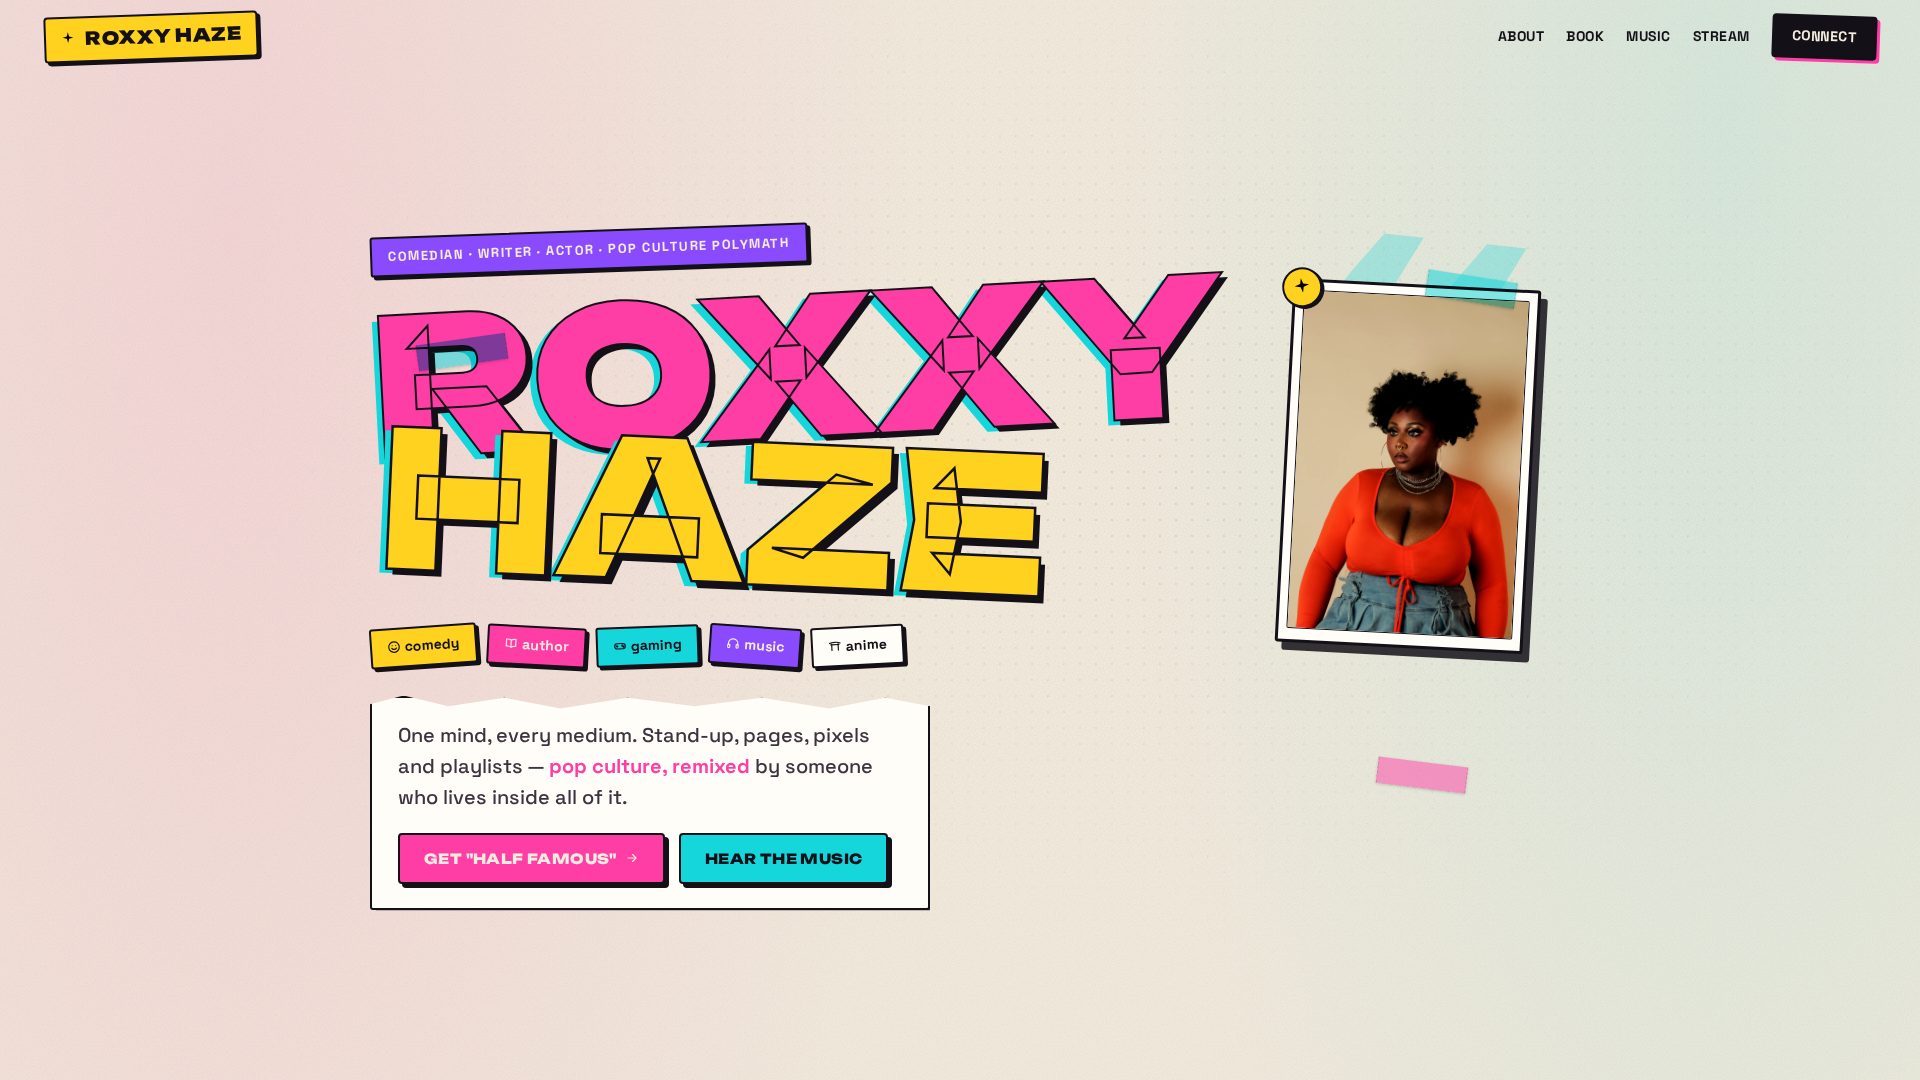 ROXXY HAZE
ABOUT BOOK MUSIC STREAM CONNECT
COMEDIAN · WRITER · ACTOR · POP CULTURE POLYMATH
ROXXY
HAZE
comedy author gaming music anime
One mind, every medium. Stand-up, pages, pixels
and playlists — pop culture, remixed by someone
who lives inside all of it.
GET "HALF FAMOUS" → HEAR THE MUSIC